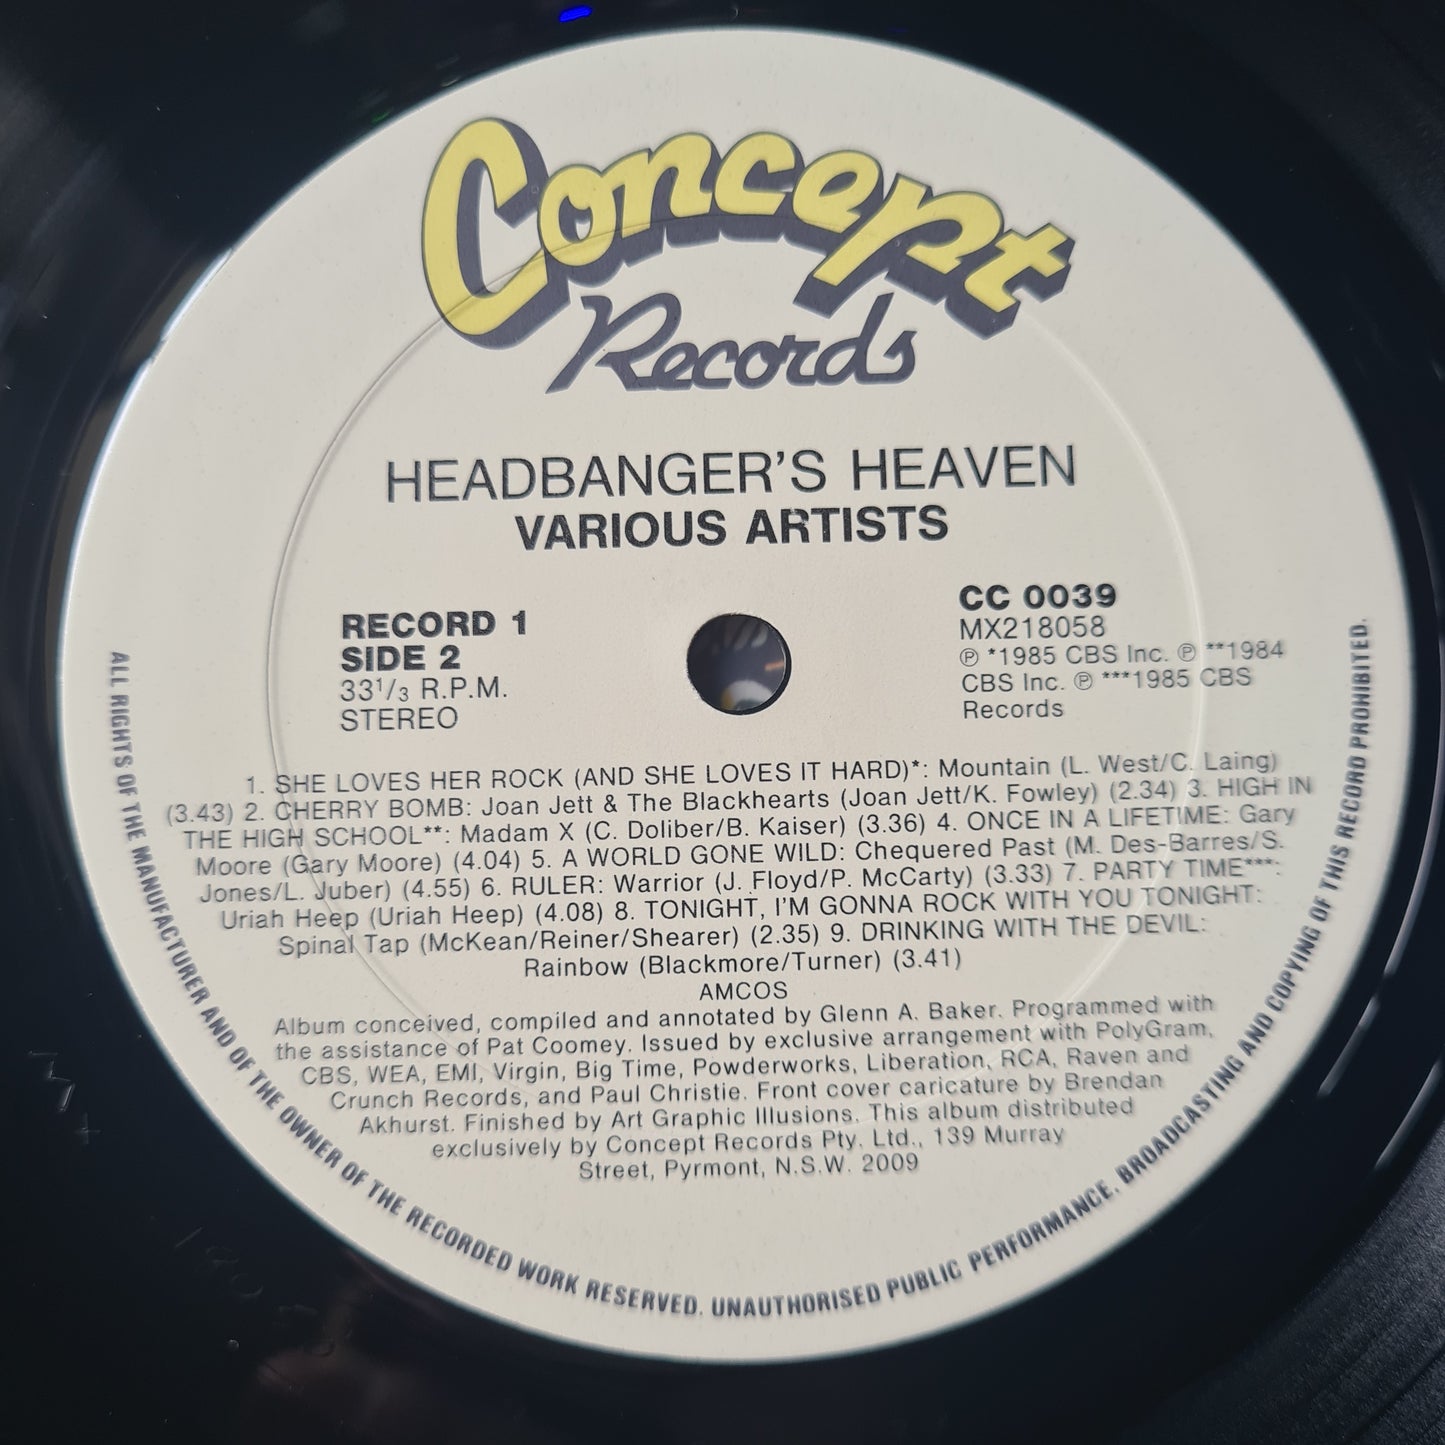 Concept
Records
HEADBANGER'S HEAVEN
VARIOUS ARTISTS
RECORD 1
SIDE 2
33 1/3 R.P.M.
STEREO
CC 0039
MX218058
℗ *1985 CBS Inc. ℗ **1984
CBS Inc. ℗ ***1985 CBS
Records
1. SHE LOVES HER ROCK (AND SHE LOVES IT HARD)*: Mountain (L. West/C. Laing)
(3.43) 2. CHERRY BOMB: Joan Jett & The Blackhearts (Joan Jett/K. Fowley) (2.34) 3. HIGH IN
THE HIGH SCHOOL**: Madam X (C. Doliber/B. Kaiser) (3.36) 4. ONCE IN A LIFETIME: Gary
Moore (Gary Moore) (4.04) 5. A WORLD GONE WILD: Chequered Past (M. Des-Barres/S.
Jones/L. Juber) (4.55) 6. RULER: Warrior (J. Floyd/P. McCarty) (3.33) 7. PARTY TIME***:
Uriah Heep (Uriah Heep) (4.08) 8. TONIGHT, I'M GONNA ROCK WITH YOU TONIGHT:
Spinal Tap (McKean/Reiner/Shearer) (2.35) 9. DRINKING WITH THE DEVIL:
Rainbow (Blackmore/Turner) (3.41)
AMCOS
Album conceived, compiled and annotated by Glenn A. Baker. Programmed with
the assistance of Pat Coomey. Issued by exclusive arrangement with PolyGram,
CBS, WEA, EMI, Virgin, Big Time, Powderworks, Liberation, RCA, Raven and
Crunch Records, and Paul Christie. Front cover caricature by Brendan
Akhurst. Finished by Art Graphic Illusions. This album distributed
exclusively by Concept Records Pty. Ltd., 139 Murray
Street, Pyrmont, N.S.W. 2009
ALL RIGHTS OF THE MANUFACTURER AND OF THE OWNER OF THE RECORDED WORK RESERVED. UNAUTHORISED PUBLIC PERFORMANCE. BROADCASTING AND COPYING OF THIS RECORD PROHIBITED.